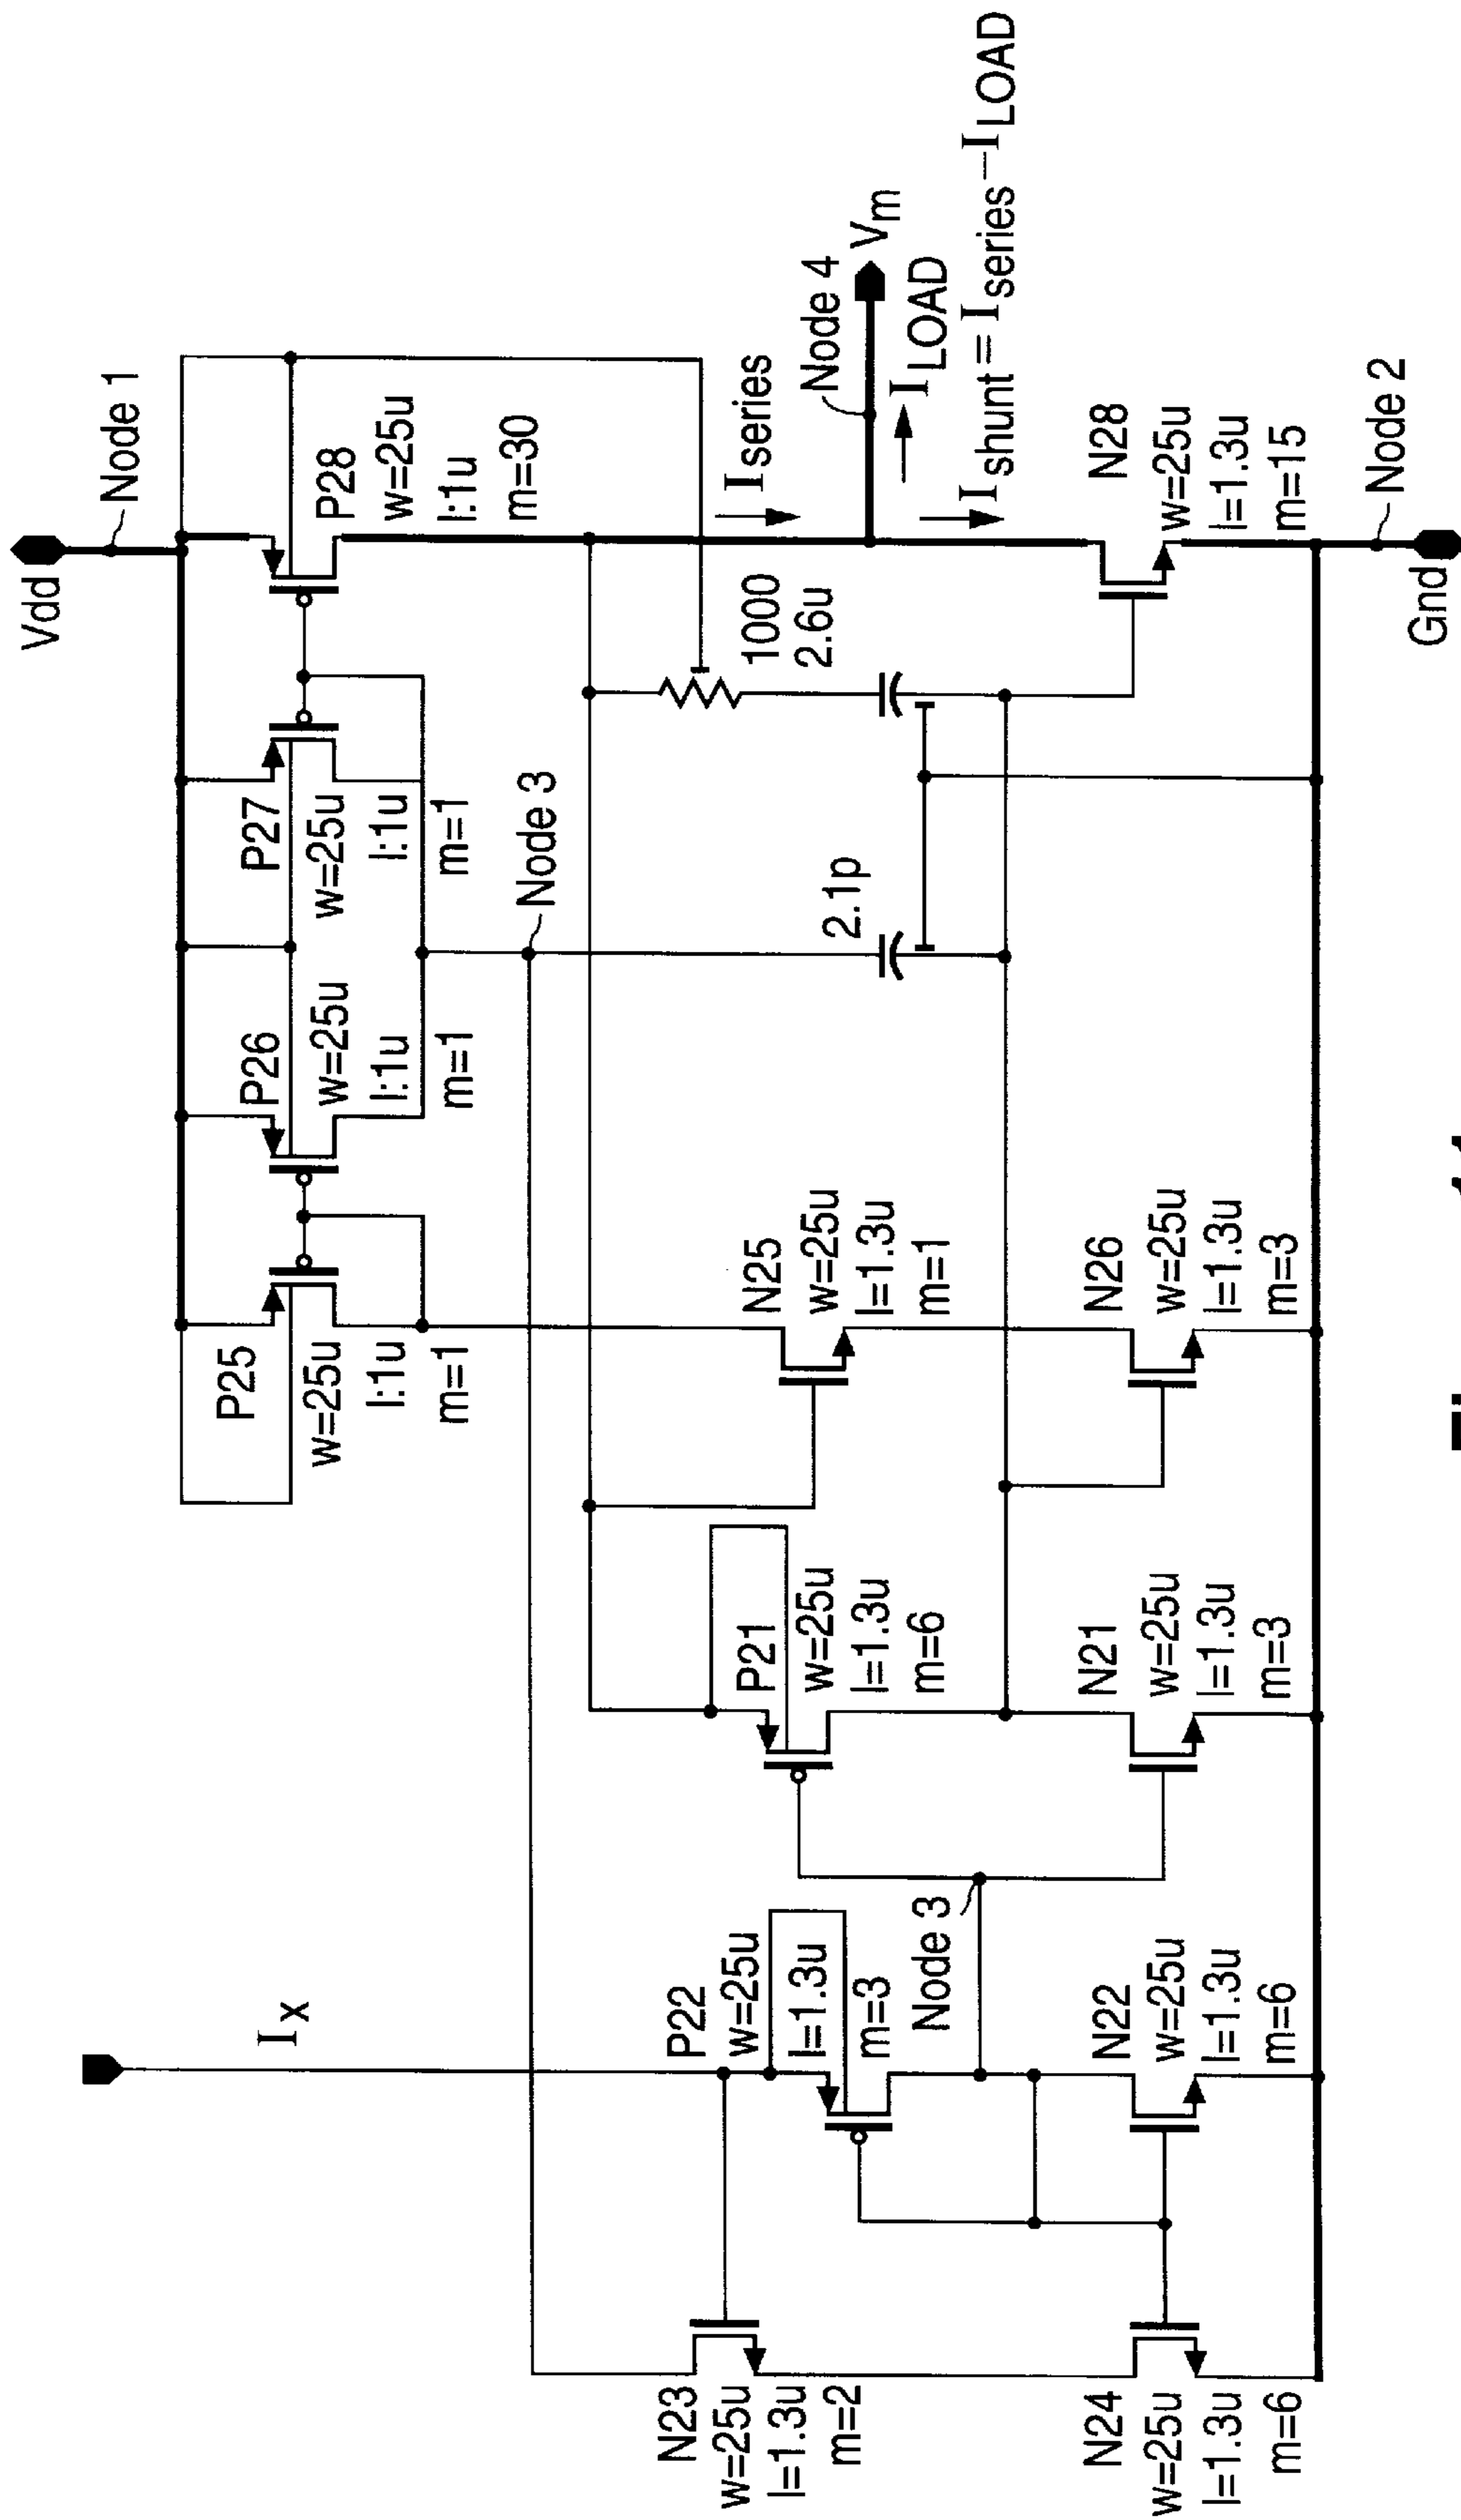 Vdd
Node 1
P25
w=25u
l:1u
m=1
P26
w=25u
l:1u
m=1
P27
w=25u
l:1u
m=1
P28
w=25u
l:1u
m=30
Ix
Node 3
Iseries
1000
2.6u
2.1p
Node 4
Vm
ILOAD
Ishunt = Iseries -ILOAD
N23
w=25u
l=1.3u
m=2
P22
w=25u
l=1.3u
m=3
Node 3
P21
w=25u
l=1.3u
m=6
N25
w=25u
l=1.3u
m=1
N24
w=25u
l=1.3u
m=6
N22
w=25u
l=1.3u
m=6
N21
w=25u
l=1.3u
m=3
N26
w=25u
l=1.3u
m=3
N28
w=25u
l=1.3u
m=15
Node 2
Gnd